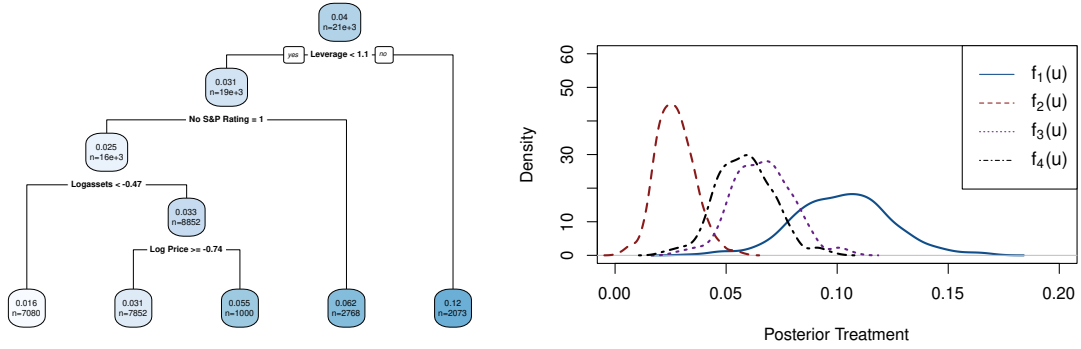 0.04
n=21e+3
yes
Leverage < 1.1
no
0.031
n=19e+3
No S&P Rating = 1
0.025
n=16e+3
Logassets < -0.47
0.033
n=8852
Log Price >= -0.74
0.016
n=7080
0.031
n=7852
0.055
n=1000
0.062
n=2768
0.12
n=2073
Density
60
50
40
30
20
10
0
0.00
0.05
0.10
0.15
0.20
Posterior Treatment
f1(u)
f2(u)
f3(u)
f4(u)